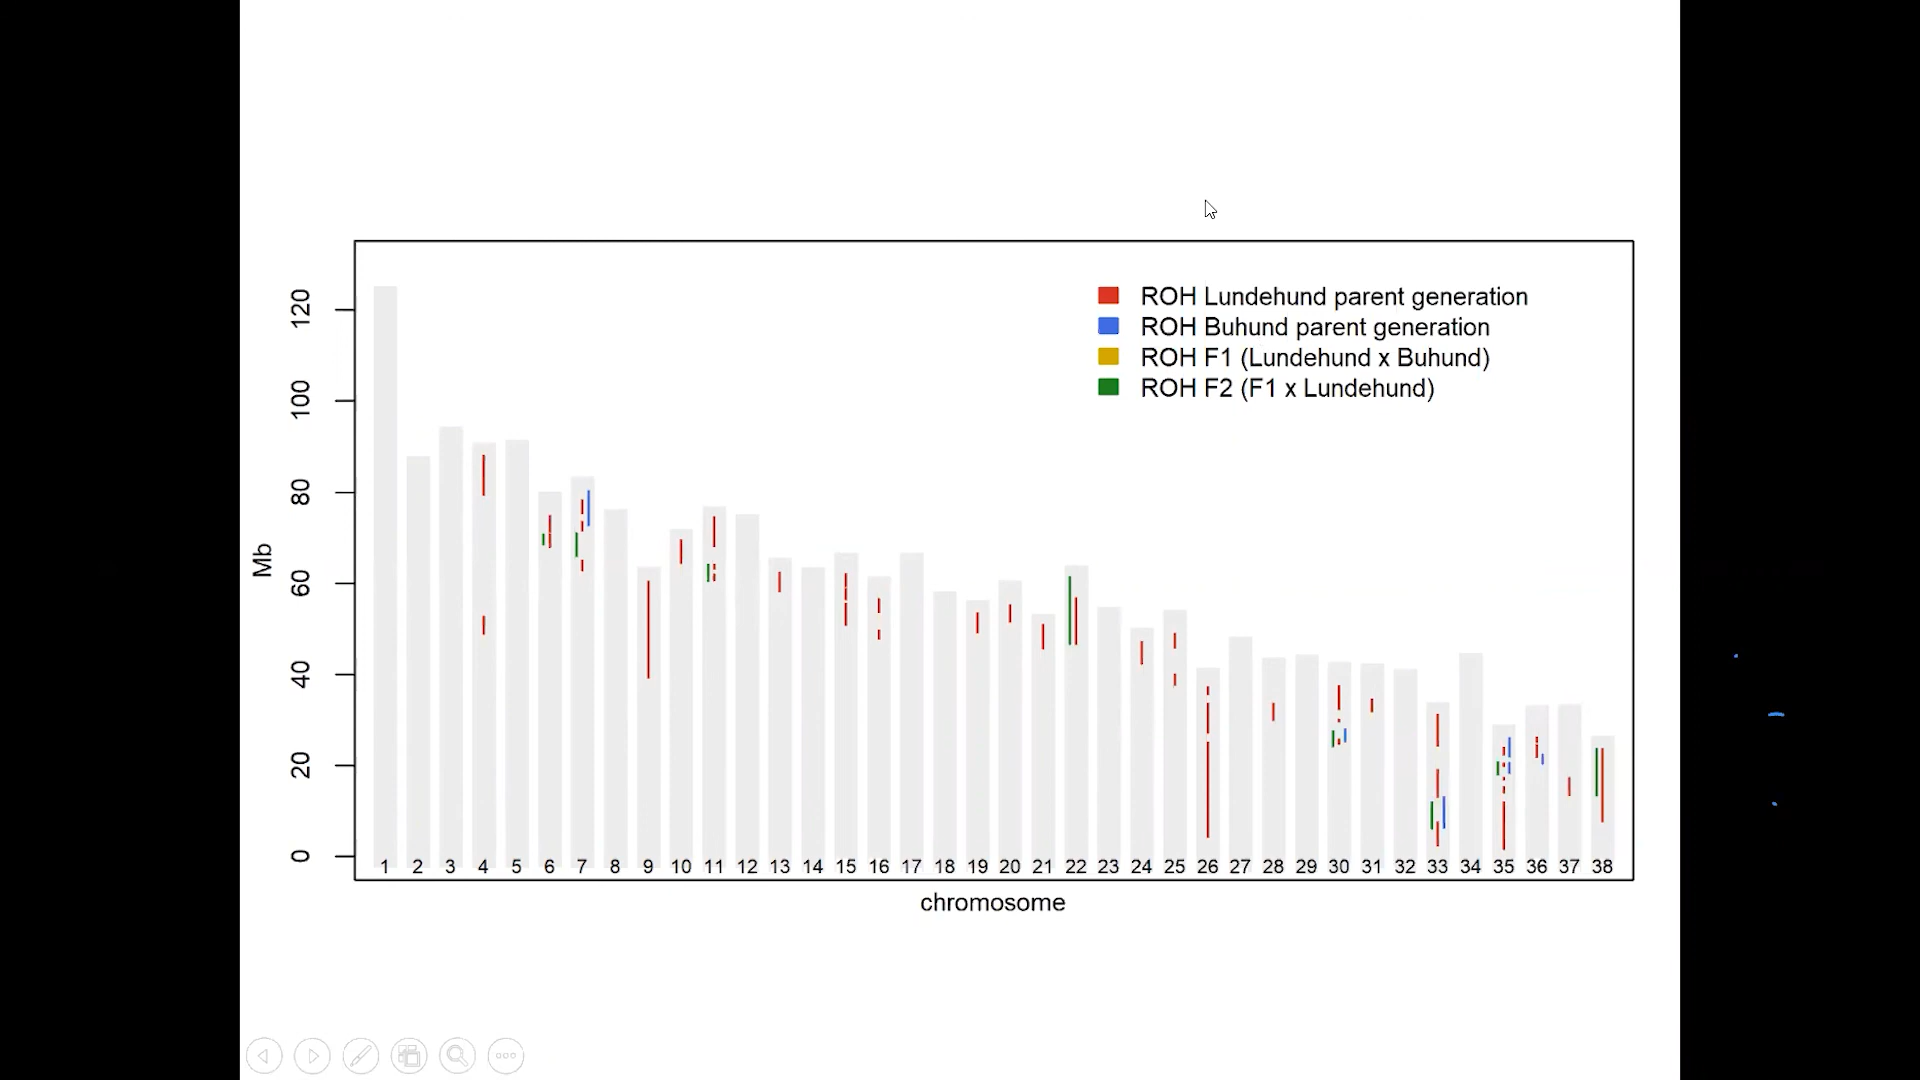 ROH Lundehund parent generation
ROH Buhund parent generation
ROH F1 (Lundehund x Buhund)
ROH F2 (F1 x Lundehund)
120
100
80
60
40
20
0
Mb
1 2 3 4 5 6 7 8 9 10 11 12 13 14 15 16 17 18 19 20 21 22 23 24 25 26 27 28 29 30 31 32 33 34 35 36 37 38
chromosome